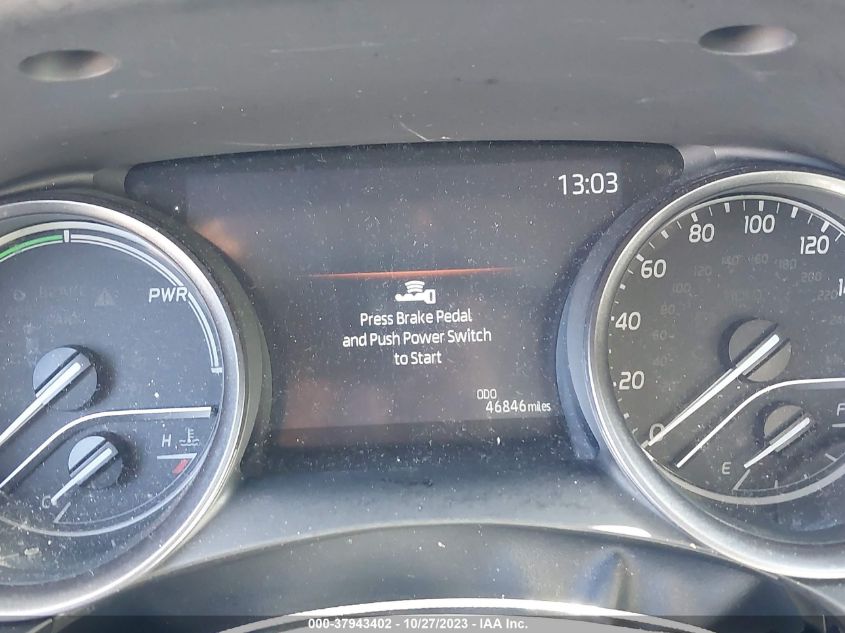 13:03
PWR
Press Brake Pedal
and Push Power Switch
to Start
ODO
46846 miles
H
C
0
20
40
60
80
100
120
E
F
000-37943402 - 10/27/2023 - IAA Inc.